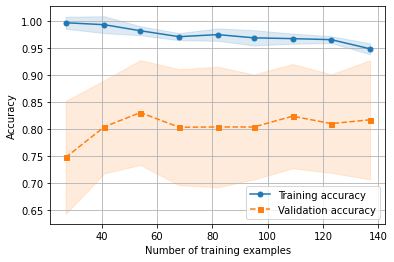 1.00
0.95
0.90
0.85
0.80
0.75
0.70
0.65
Accuracy
Training accuracy
Validation accuracy
40 60 80 100 120 140
Number of training examples